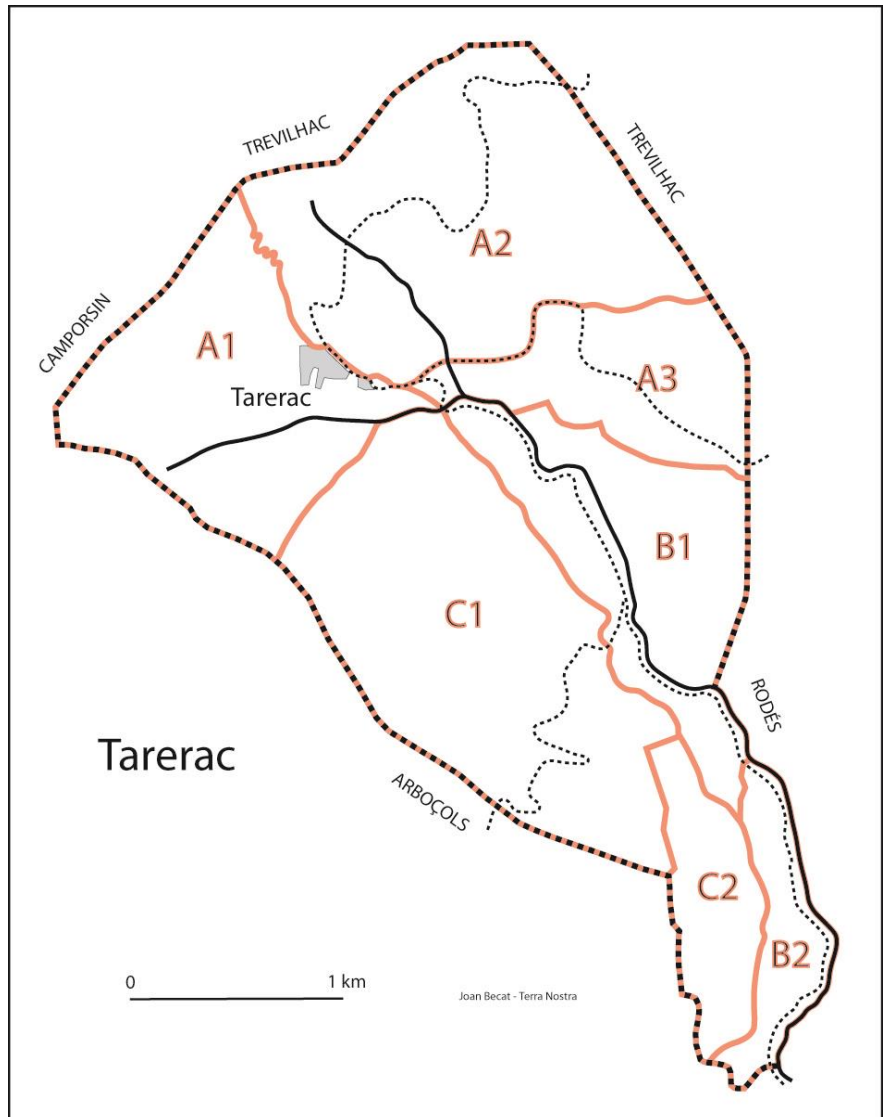 TREVILHAC
TREVILHAC
A2
CAMPORSIN
A1
A3
Tarerac
B1
C1
RODÉS
Tarerac
ARBOÇOLS
C2
B2
0 1 km
Joan Becat - Terra Nostra